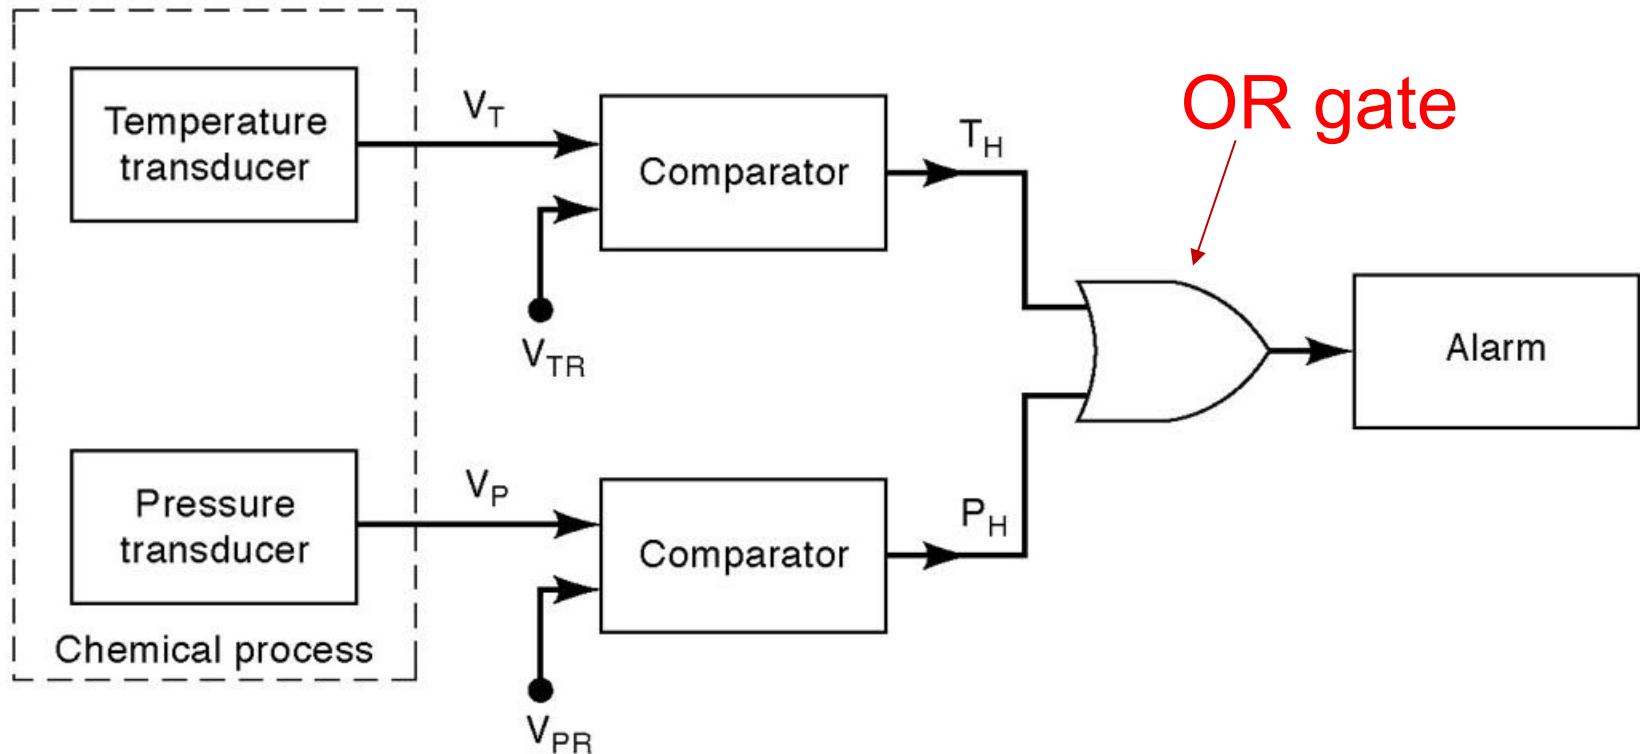 Temperature
transducer
V_T
Comparator
T_H
OR gate
V_TR
Alarm
Pressure
transducer
V_P
Comparator
P_H
Chemical process
V_PR